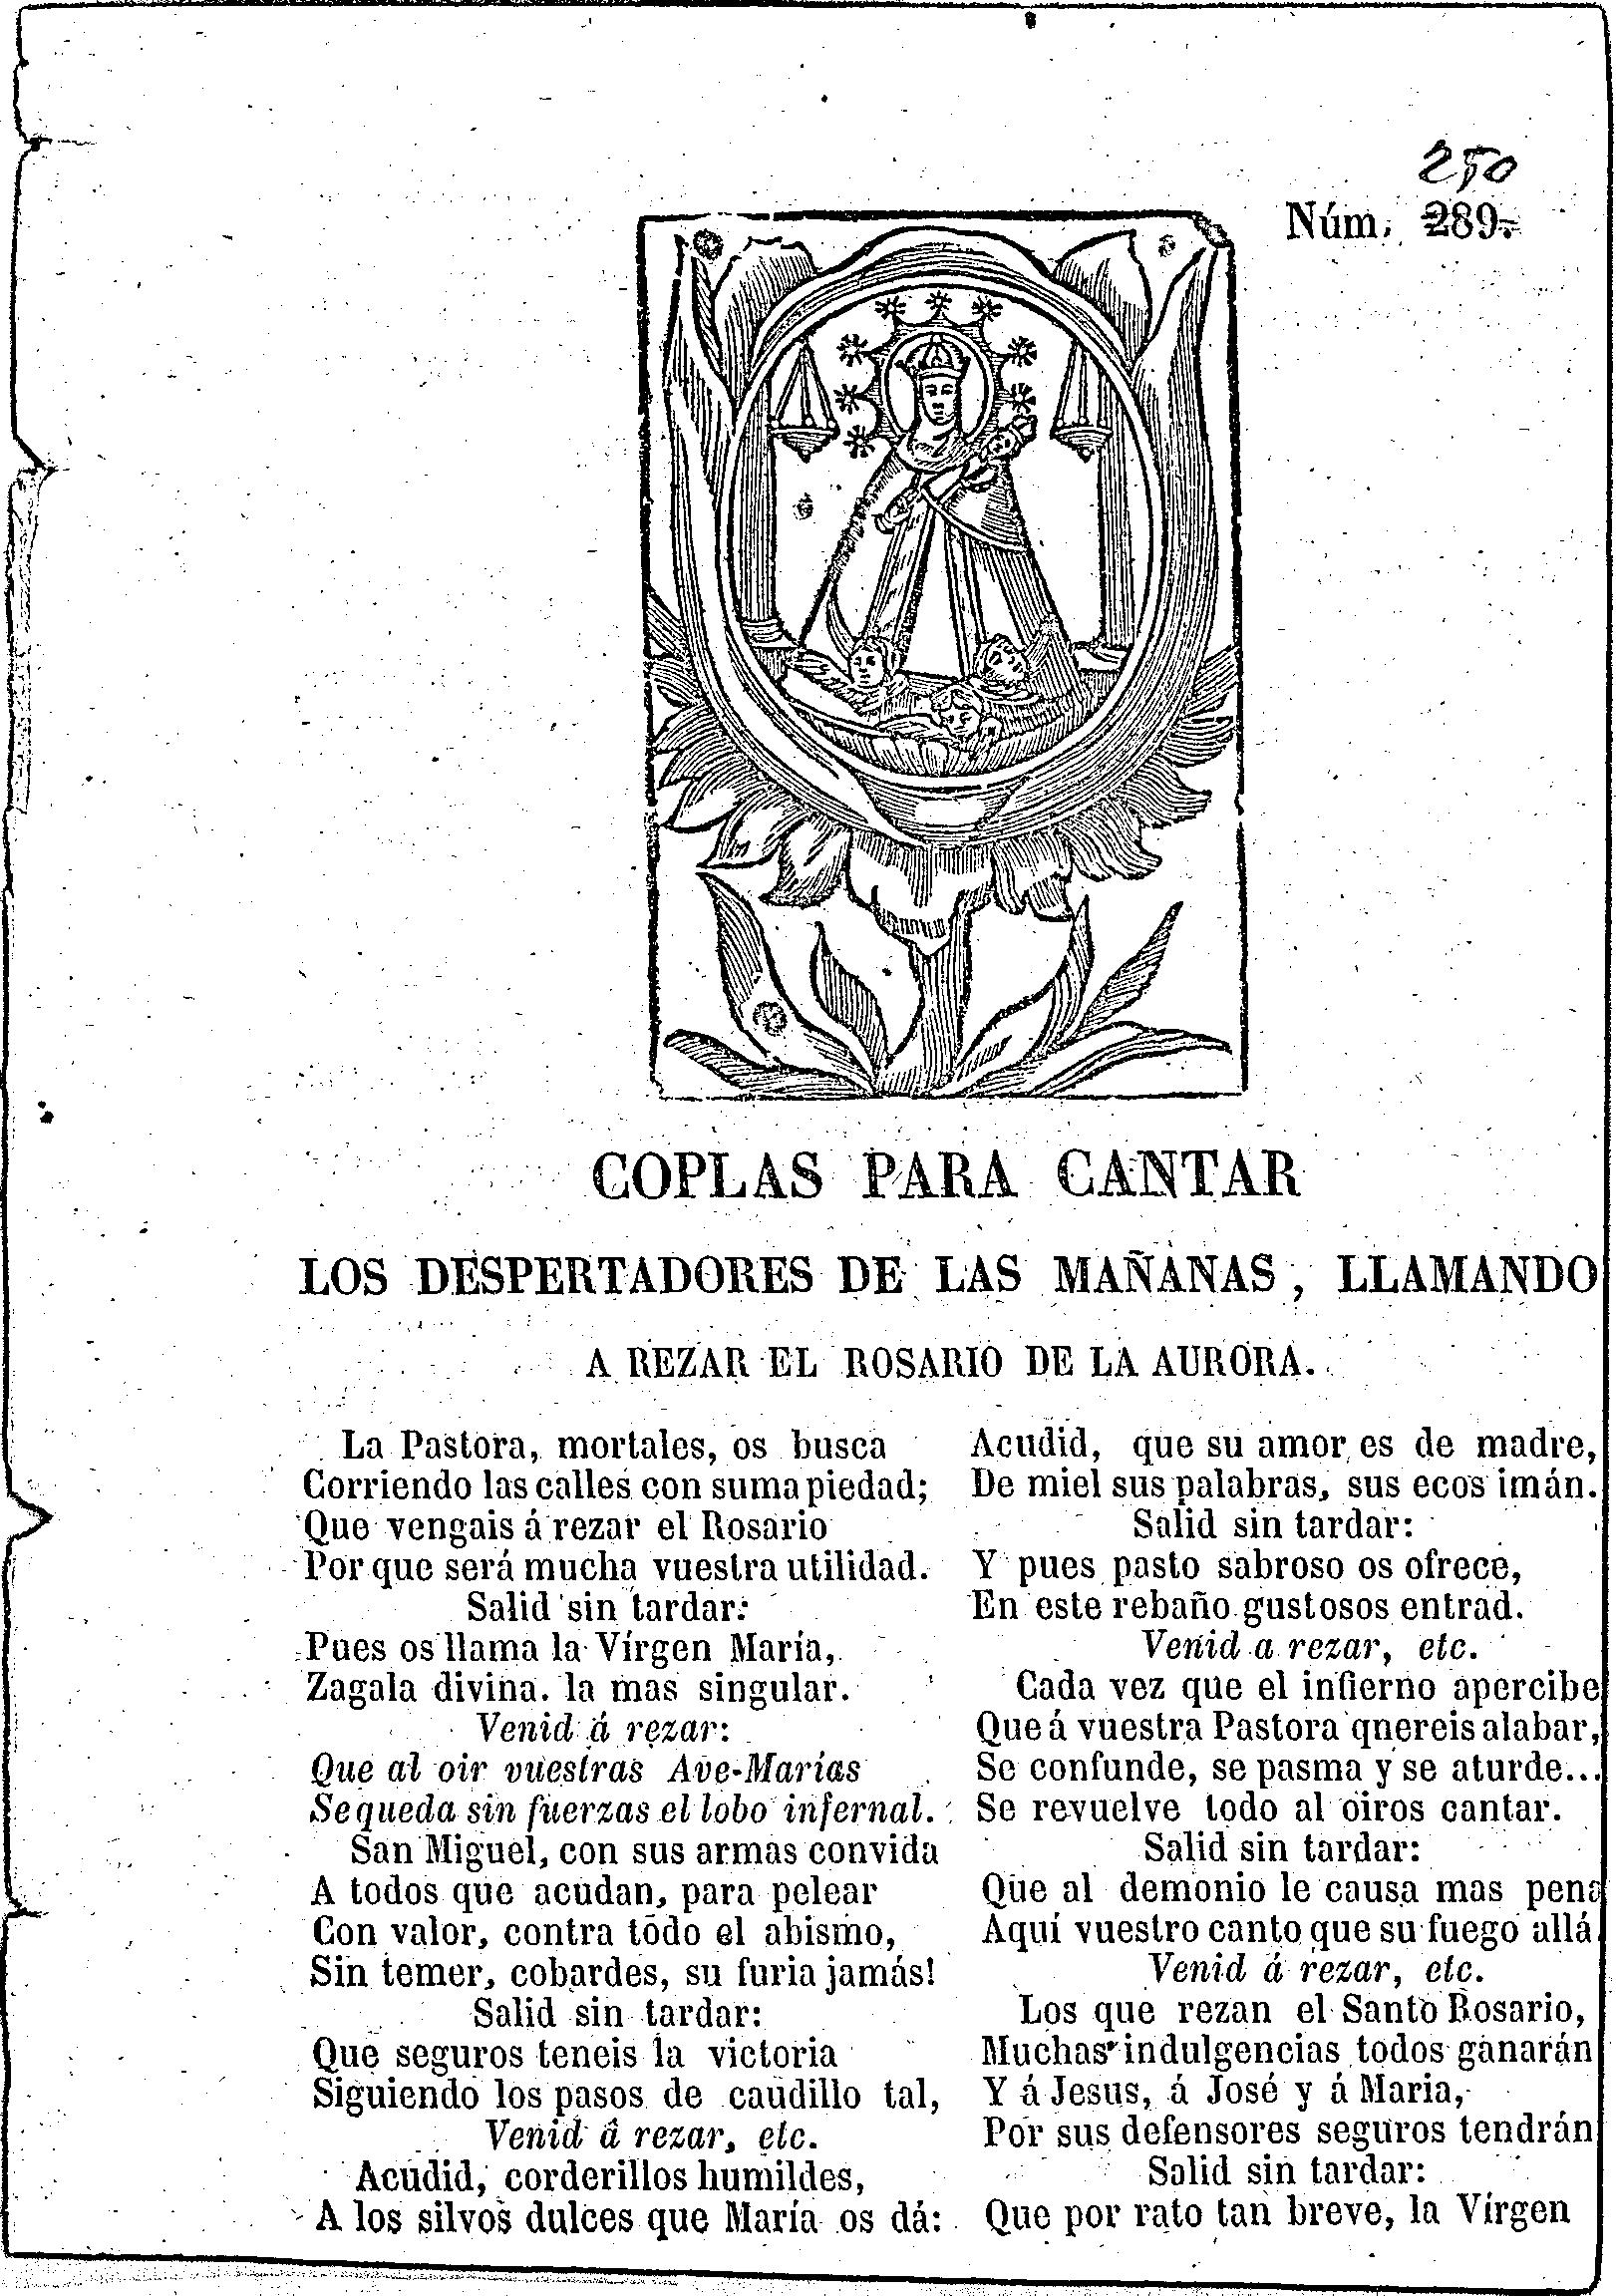 250
Núm. 289.
COPLAS PARA CANTAR
LOS DESPERTADORES DE LAS MAÑANAS, LLAMANDO
A REZAR EL ROSARIO DE LA AURORA.
La Pastora, mortales, os busca
Corriendo las calles con suma piedad;
Que vengais á rezar el Rosario
Por que será mucha vuestra utilidad.
Salid sin tardar:
Pues os llama la Vírgen María,
Zagala divina. la mas singular.
Venid á rezar:
Que al oir vuestras Ave-Marías
Se queda sin fuerzas el lobo infernal.
San Miguel, con sus armas convida
A todos que acudan, para pelear
Con valor, contra todo el abismo,
Sin temer, cobardes, su furia jamás!
Salid sin tardar:
Que seguros teneis la victoria
Siguiendo los pasos de caudillo tal,
Venid á rezar, etc.
Acudid, corderillos humildes,
A los silvos dulces que María os dá:
Acudid, que su amor es de madre,
De miel sus palabras, sus ecos imán.
Salid sin tardar:
Y pues pasto sabroso os ofrece,
En este rebaño gustosos entrad.
Venid a rezar, etc.
Cada vez que el infierno apercibe
Que á vuestra Pastora qnereis alabar,
Se confunde, se pasma y se aturde...
Se revuelve todo al oiros cantar.
Salid sin tardar:
Que al demonio le causa mas pena
Aquí vuestro canto que su fuego allá.
Venid á rezar, etc.
Los que rezan el Santo Rosario,
Muchas indulgencias todos ganarán
Y á Jesus, á José y á Maria,
Por sus defensores seguros tendrán
Salid sin tardar:
Que por rato tan breve, la Vírgen